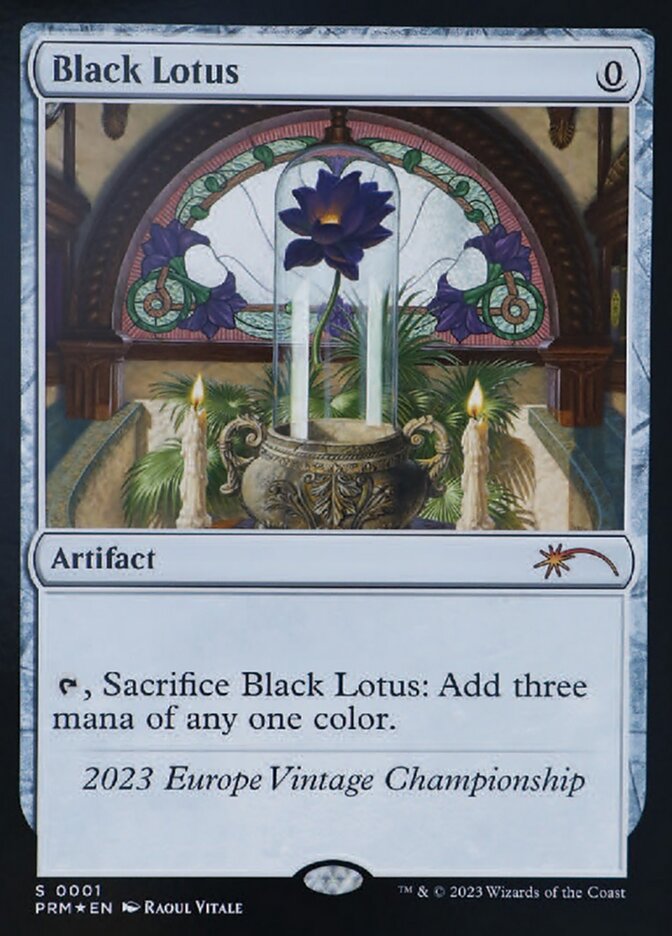 Black Lotus 0
Artifact
, Sacrifice Black Lotus: Add three
mana of any one color.
2023 Europe Vintage Championship
S 0001
PRM★EN RAOUL VITALE
™ & © 2023 Wizards of the Coast